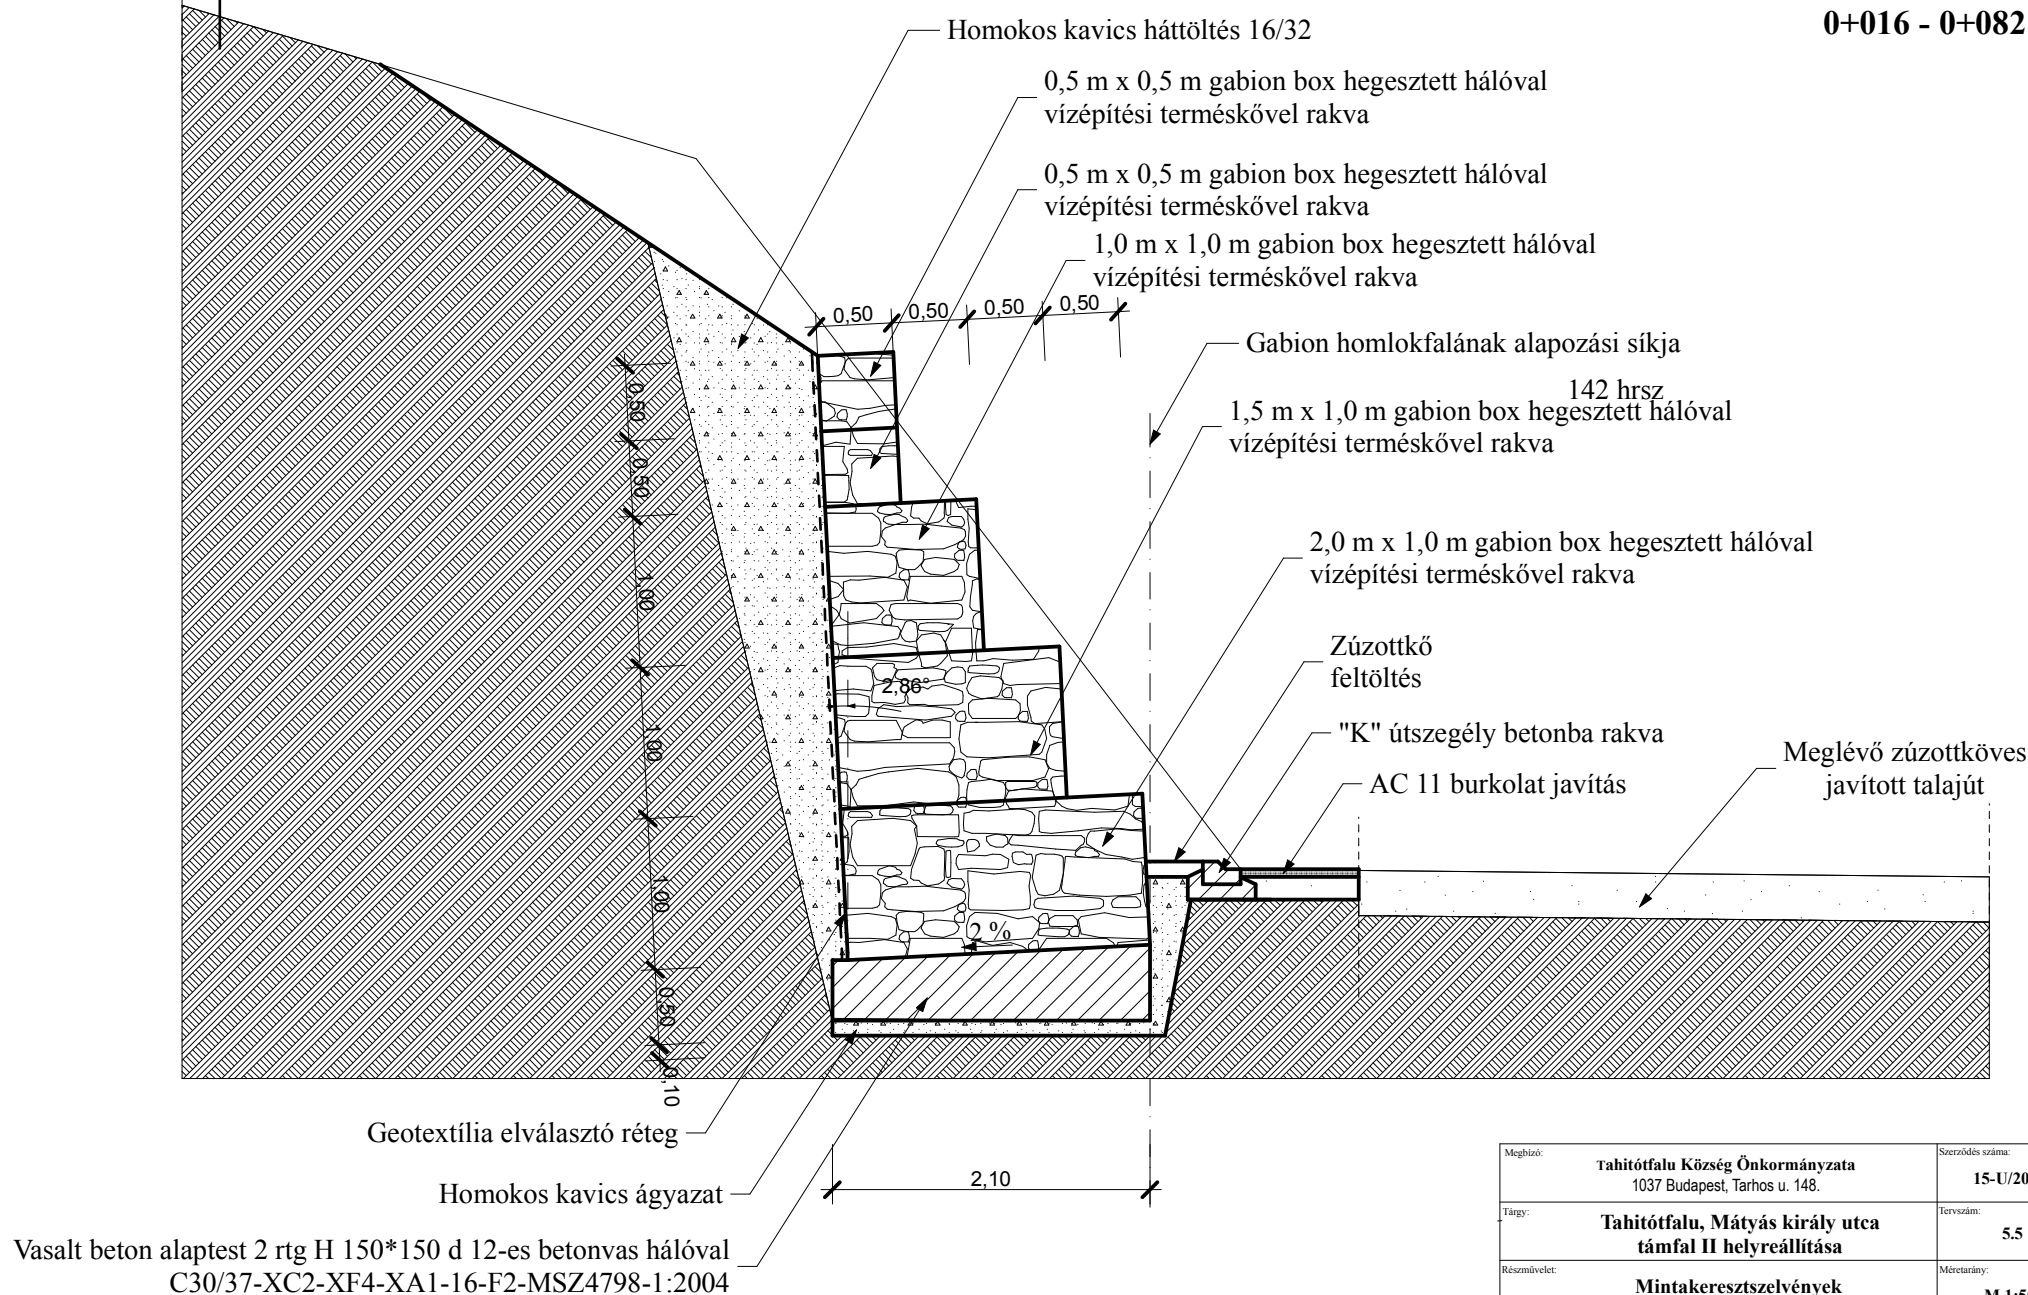 0+016 - 0+082
Homokos kavics háttöltés 16/32
0,5 m x 0,5 m gabion box hegesztett hálóval
vízépítési terméskővel rakva
0,5 m x 0,5 m gabion box hegesztett hálóval
vízépítési terméskővel rakva
1,0 m x 1,0 m gabion box hegesztett hálóval
vízépítési terméskővel rakva
0,50
0,50
0,50
0,50
Gabion homlokfalának alapozási síkja
142 hrsz
1,5 m x 1,0 m gabion box hegesztett hálóval
vízépítési terméskővel rakva
0,50
0,50
1,00
1,00
1,00
0,50
0,10
2,0 m x 1,0 m gabion box hegesztett hálóval
vízépítési terméskővel rakva
Zúzottkő
feltöltés
2,86°
"K" útszegély betonba rakva
AC 11 burkolat javítás
Meglévő zúzottköves
javított talajút
2 %
Geotextília elválasztó réteg
Homokos kavics ágyazat
2,10
Vasalt beton alaptest 2 rtg H 150*150 d 12-es betonvas hálóval
C30/37-XC2-XF4-XA1-16-F2-MSZ4798-1:2004
Megbízó:
Tahitótfalu Község Önkormányzata
1037 Budapest, Tarhos u. 148.
Szerződés száma:
15-U/20
Tárgy:
Tahitótfalu, Mátyás király utca
támfal II helyreállítása
Tervszám:
5.5
Részművelet:
Mintakeresztszelvények
Méretarány: